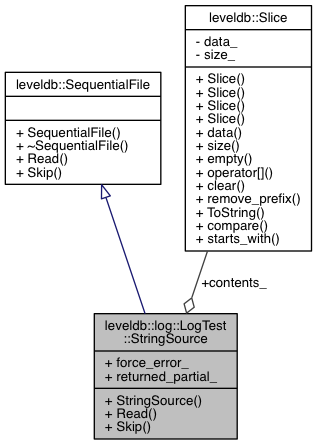 leveldb::Slice
- data_
- size_
+ Slice()
+ Slice()
+ Slice()
+ Slice()
+ data()
+ size()
+ empty()
+ operator[]()
+ clear()
+ remove_prefix()
+ ToString()
+ compare()
+ starts_with()
leveldb::SequentialFile
+ SequentialFile()
+ ~SequentialFile()
+ Read()
+ Skip()
+contents_
leveldb::log::LogTest
::StringSource
+ force_error_
+ returned_partial_
+ StringSource()
+ Read()
+ Skip()